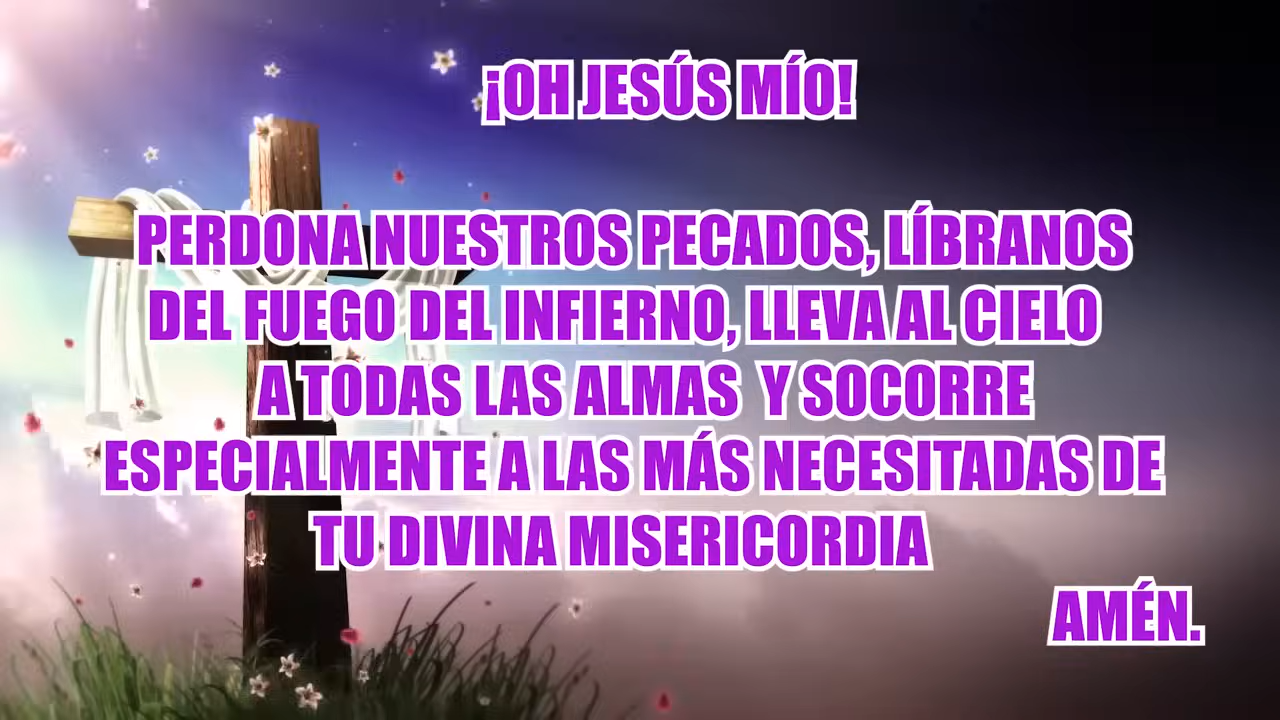 ¡OH JESÚS MÍO!
PERDONA NUESTROS PECADOS, LÍBRANOS
DEL FUEGO DEL INFIERNO, LLEVA AL CIELO
A TODAS LAS ALMAS Y SOCORRE
ESPECIALMENTE A LAS MÁS NECESITADAS DE
TU DIVINA MISERICORDIA
AMÉN.